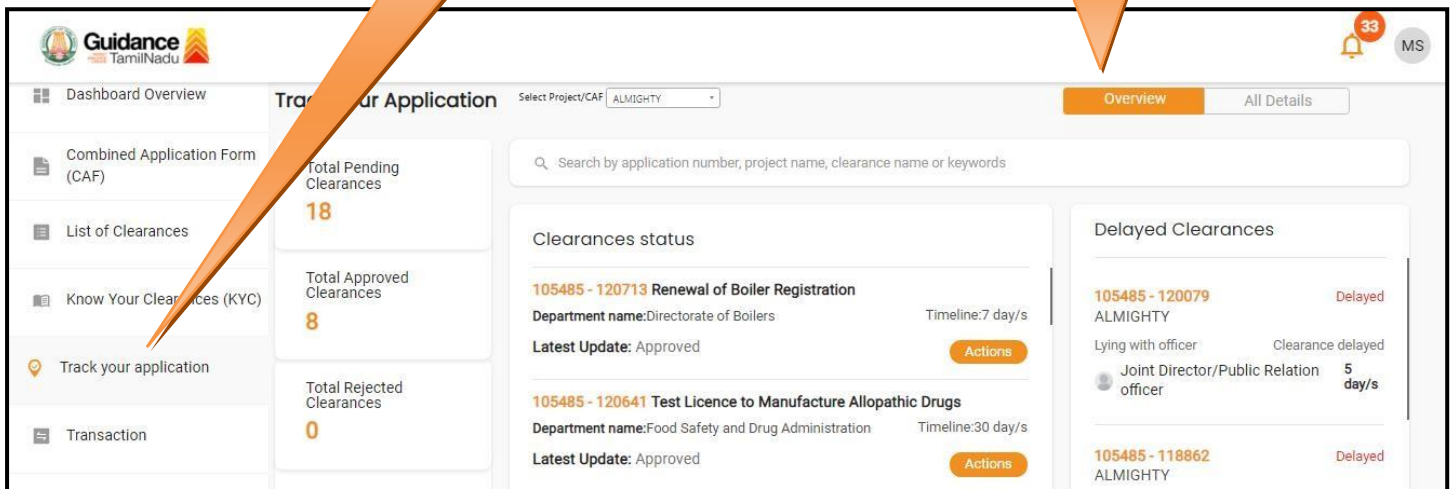 Guidance
TamilNadu
33
MS
Dashboard Overview
Combined Application Form
(CAF)
List of Clearances
Know Your Clearances (KYC)
Track your application
Transaction
Track Your Application
Select Project/CAF ALMIGHTY
Overview
All Details
Total Pending
Clearances
18
Total Approved
Clearances
8
Total Rejected
Clearances
0
Search by application number, project name, clearance name or keywords
Clearances status
105485 - 120713 Renewal of Boiler Registration
Department name:Directorate of Boilers Timeline:7 day/s
Latest Update: Approved Actions
105485 - 120641 Test Licence to Manufacture Allopathic Drugs
Department name:Food Safety and Drug Administration Timeline:30 day/s
Latest Update: Approved Actions
Delayed Clearances
105485 - 120079 Delayed
ALMIGHTY
Lying with officer Clearance delayed
Joint Director/Public Relation 5
officer day/s
105485 - 118862 Delayed
ALMIGHTY